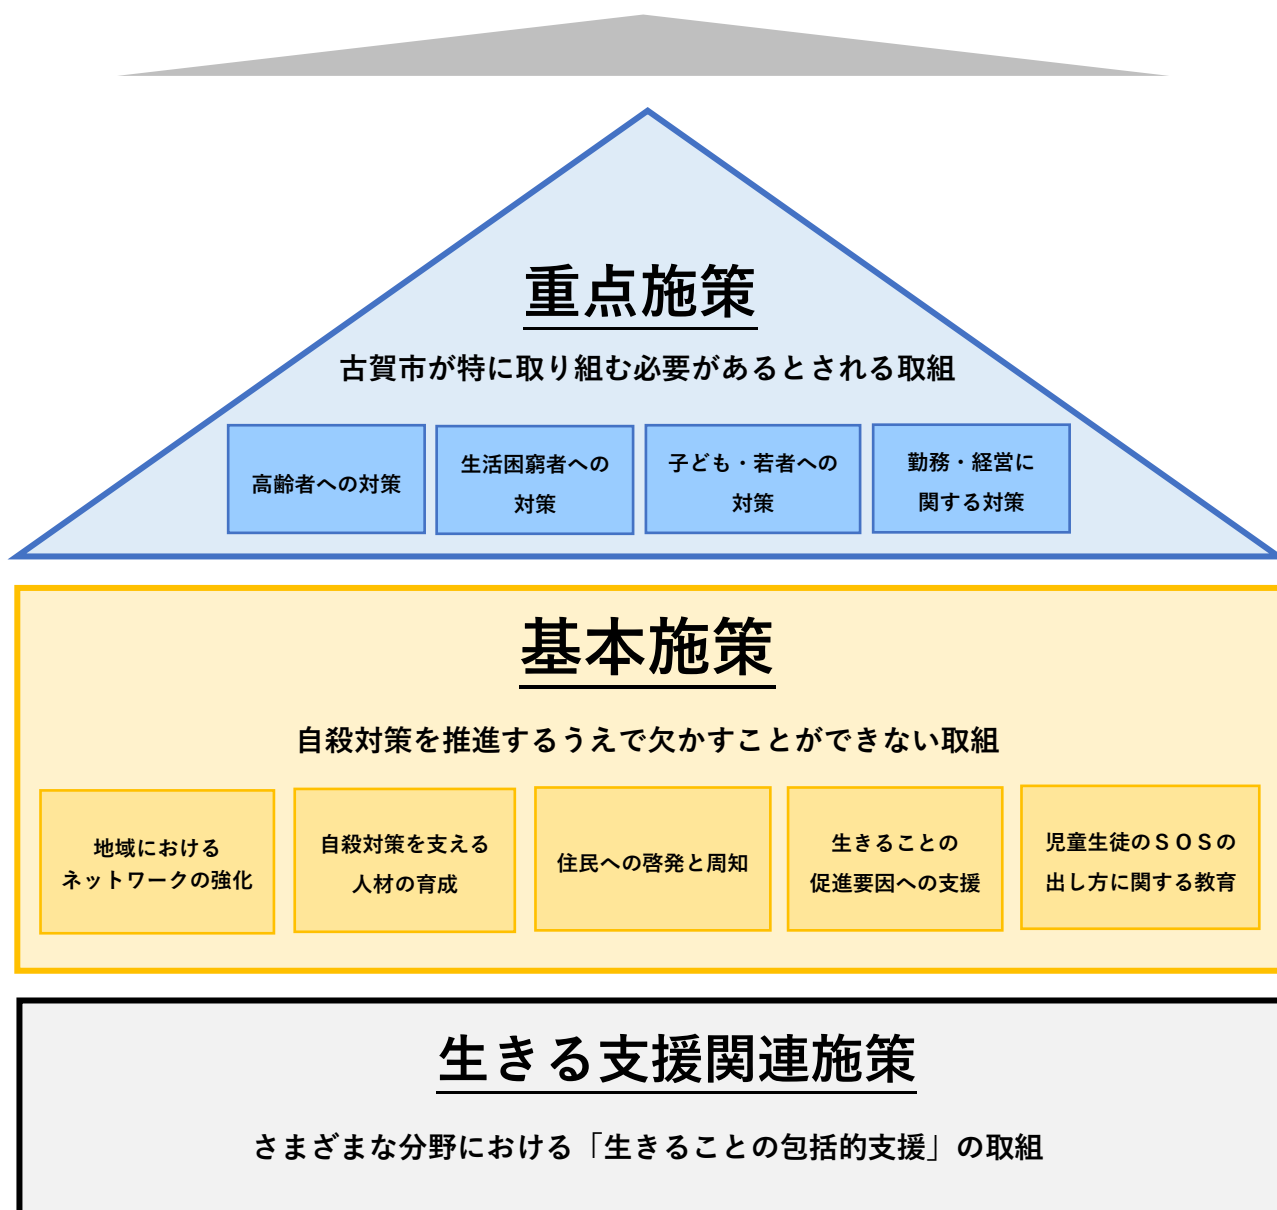 重点施策
古賀市が特に取り組む必要があるとされる取組
高齢者への対策
生活困窮者への
対策
子ども・若者への
対策
勤務・経営に
関する対策
基本施策
自殺対策を推進するうえで欠かすことができない取組
地域における
ネットワークの強化
自殺対策を支える
人材の育成
住民への啓発と周知
生きることの
促進要因への支援
児童生徒のＳＯＳの
出し方に関する教育
生きる支援関連施策
さまざまな分野における「生きることの包括的支援」の取組